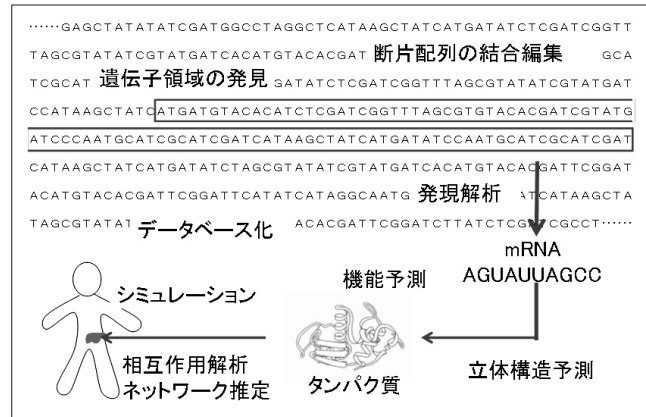 ……GAGCTATATATCGATGGCCTAGGCTCATAAGCTATCATGATATCTCGATCGGTT
TAGCGTATATCGTATGATCACATGTACACGAT 断片配列の結合編集 GCA
TCGCAT 遺伝子領域の発見 GATATCTCGATCGGTTTAGCGTATATCGTATGAT
CCATAAGCTATCATGATGTACACATCTCGATCGGTTTAGCGTGTACACGATCGTATG
ATCCCAATGCATCGCATCGATCATAAGCTATCATGATATCCAATGCATCGCATCGAT
CATAAGCTATCATGATATCTAGCGTATATCGTATGATCACATGTACACGATTCGGAT
ACATGTACACGATTCGGATTCATATCATAGGCAATG 発現解析 ATCATAAGCTA
TAGCGTATAT データベース化 ACACGATTCGGATCTTATCTCG TCGCCT……
mRNA
AGUAUUAGCC
機能予測
シミュレーション
相互作用解析
ネットワーク推定
タンパク質
立体構造予測